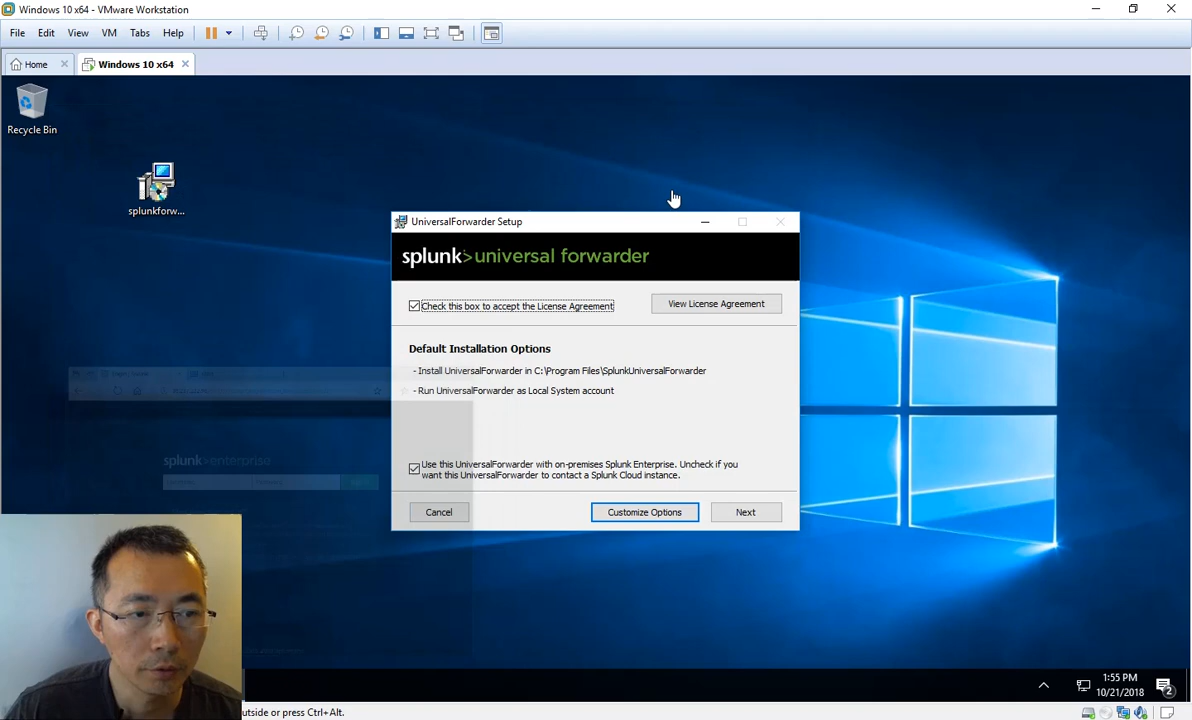 Windows 10 x64 - VMware Workstation
File Edit View VM Tabs Help
Home
Windows 10 x64
Recycle Bin
splunkforw...
UniversalForwarder Setup
splunk>universal forwarder
Check this box to accept the License Agreement
View License Agreement
Default Installation Options
- Install UniversalForwarder in C:\Program Files\SplunkUniversalForwarder
- Run UniversalForwarder as Local System account
splunk>enterprise
Use this UniversalForwarder with on-premises Splunk Enterprise. Uncheck if you
want this UniversalForwarder to contact a Splunk Cloud instance.
Cancel
Customize Options
Next
1:55 PM
10/21/2018
2
outside or press Ctrl+Alt.